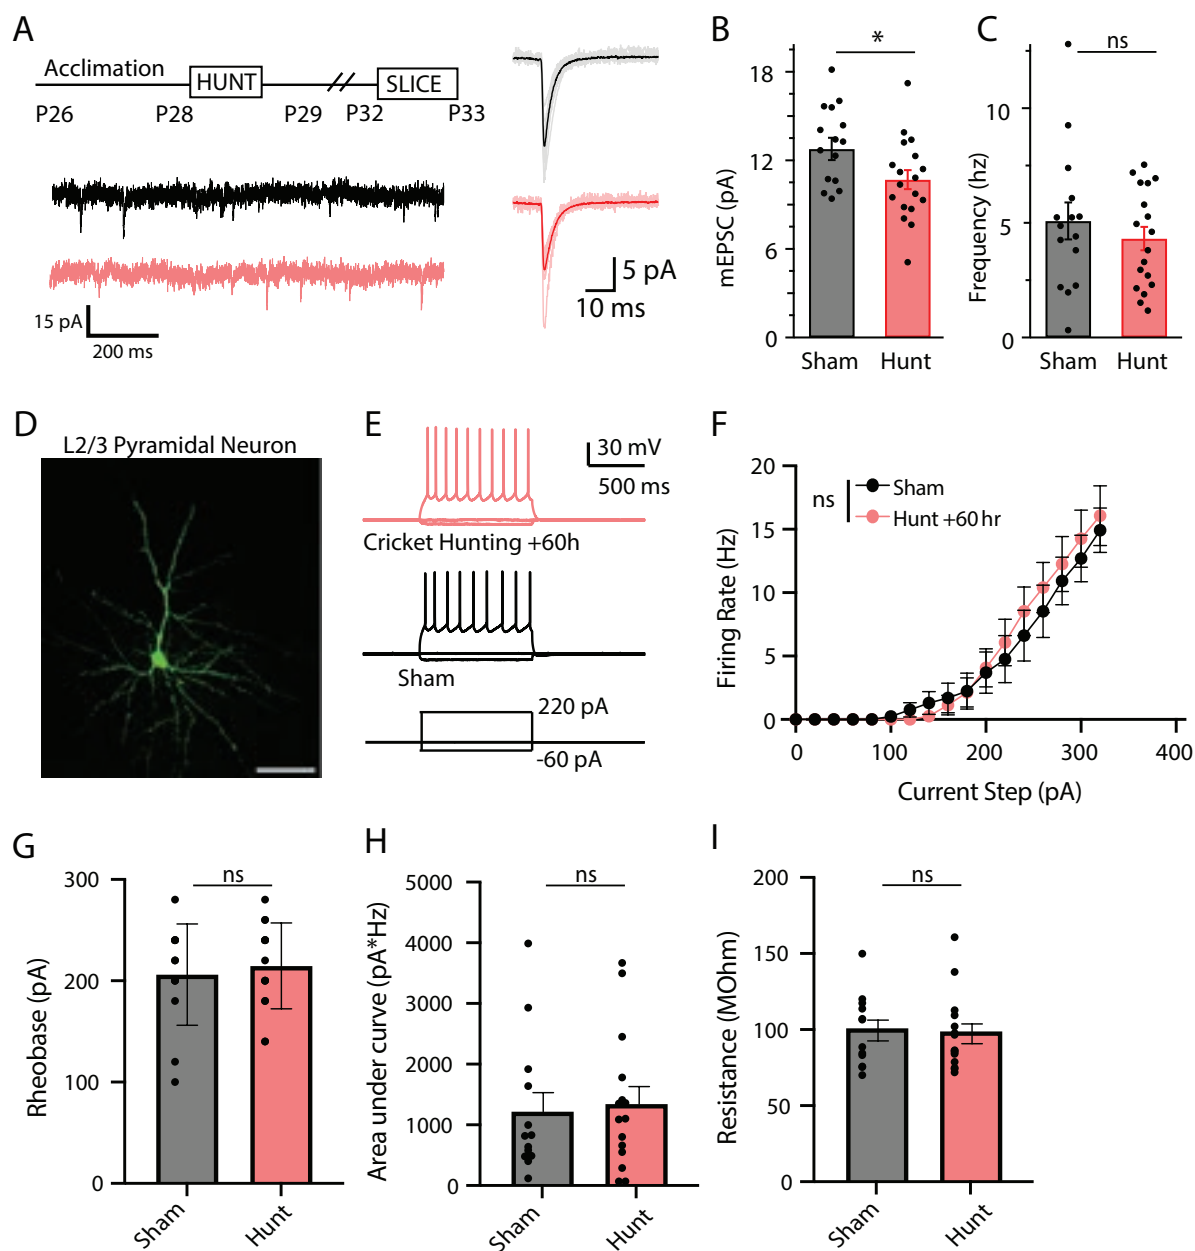 A
Acclimation
HUNT
SLICE
P26
P28
P29
P32
P33
15 pA
200 ms
5 pA
10 ms
B
*
mEPSC (pA)
18
12
6
0
Sham
Hunt
C
ns
Frequency (hz)
10
5
0
Sham
Hunt
D
L2/3 Pyramidal Neuron
E
30 mV
500 ms
Cricket Hunting +60h
Sham
220 pA
-60 pA
F
ns
Sham
Hunt +60 hr
Firing Rate (Hz)
20
15
10
5
0
0
100
200
300
400
Current Step (pA)
G
ns
Rheobase (pA)
300
200
100
0
Sham
Hunt
H
ns
Area under curve (pA*Hz)
5000
4000
3000
2000
1000
0
Sham
Hunt
I
ns
Resistance (MOhm)
200
150
100
50
0
Sham
Hunt